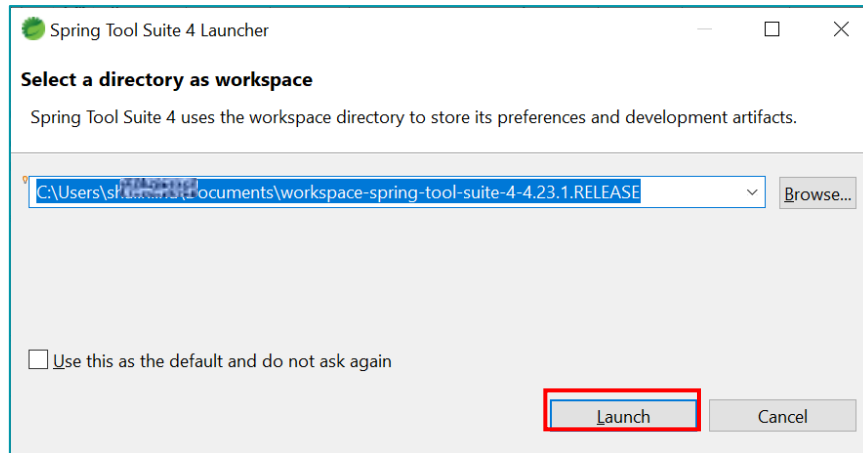 Spring Tool Suite 4 Launcher
Select a directory as workspace
Spring Tool Suite 4 uses the workspace directory to store its preferences and development artifacts.
C:\Users\sh ocuments\workspace-spring-tool-suite-4-4.23.1.RELEASE
Browse...
Use this as the default and do not ask again
Launch Cancel